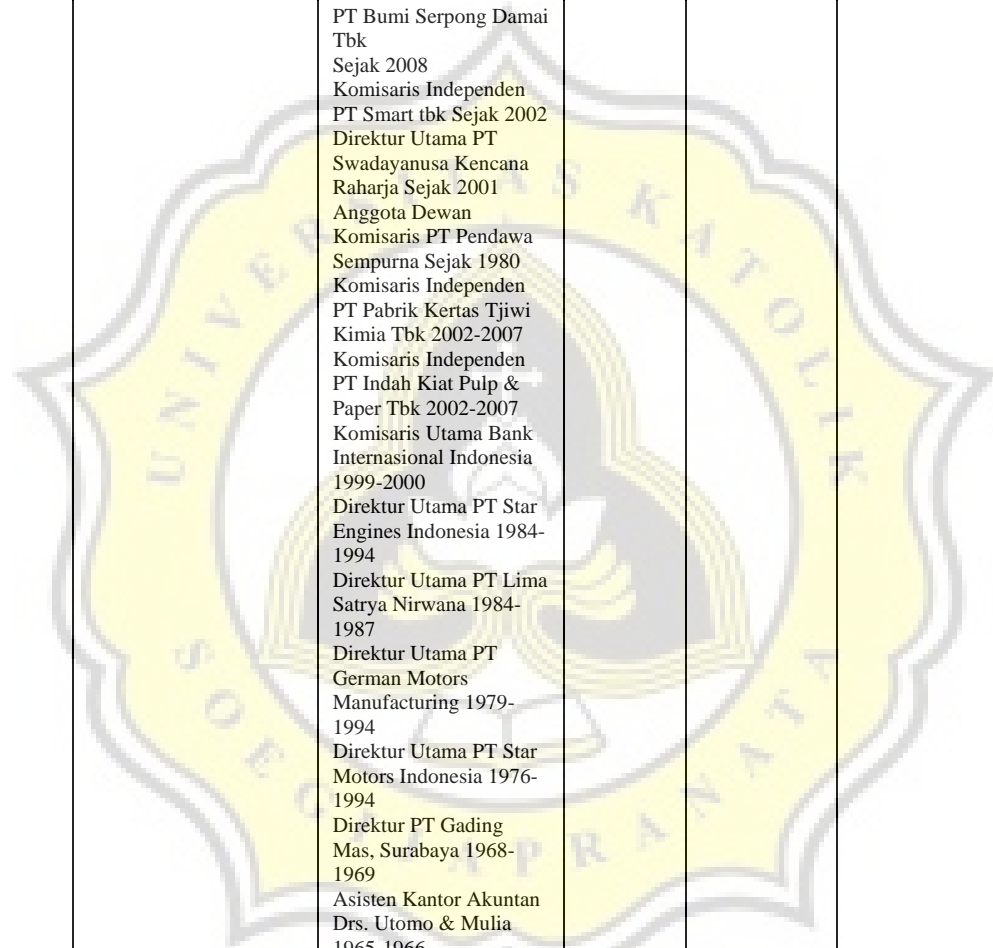 PT Bumi Serpong Damai
Tbk
Sejak 2008
Komisaris Independen
PT Smart tbk Sejak 2002
Direktur Utama PT
Swadayanusa Kencana
Raharja Sejak 2001
Anggota Dewan
Komisaris PT Pendawa
Sempurna Sejak 1980
Komisaris Independen
PT Pabrik Kertas Tjiwi
Kimia Tbk 2002-2007
Komisaris Independen
PT Indah Kiat Pulp &
Paper Tbk 2002-2007
Komisaris Utama Bank
Internasional Indonesia
1999-2000
Direktur Utama PT Star
Engines Indonesia 1984-
1994
Direktur Utama PT Lima
Satrya Nirwana 1984-
1987
Direktur Utama PT
German Motors
Manufacturing 1979-
1994
Direktur Utama PT Star
Motors Indonesia 1976-
1994
Direktur PT Gading
Mas, Surabaya 1968-
1969
Asisten Kantor Akuntan
Drs. Utomo & Mulia
1965-1966
UNIVERSITAS KATOLIK
SOEGIJAPRANATA